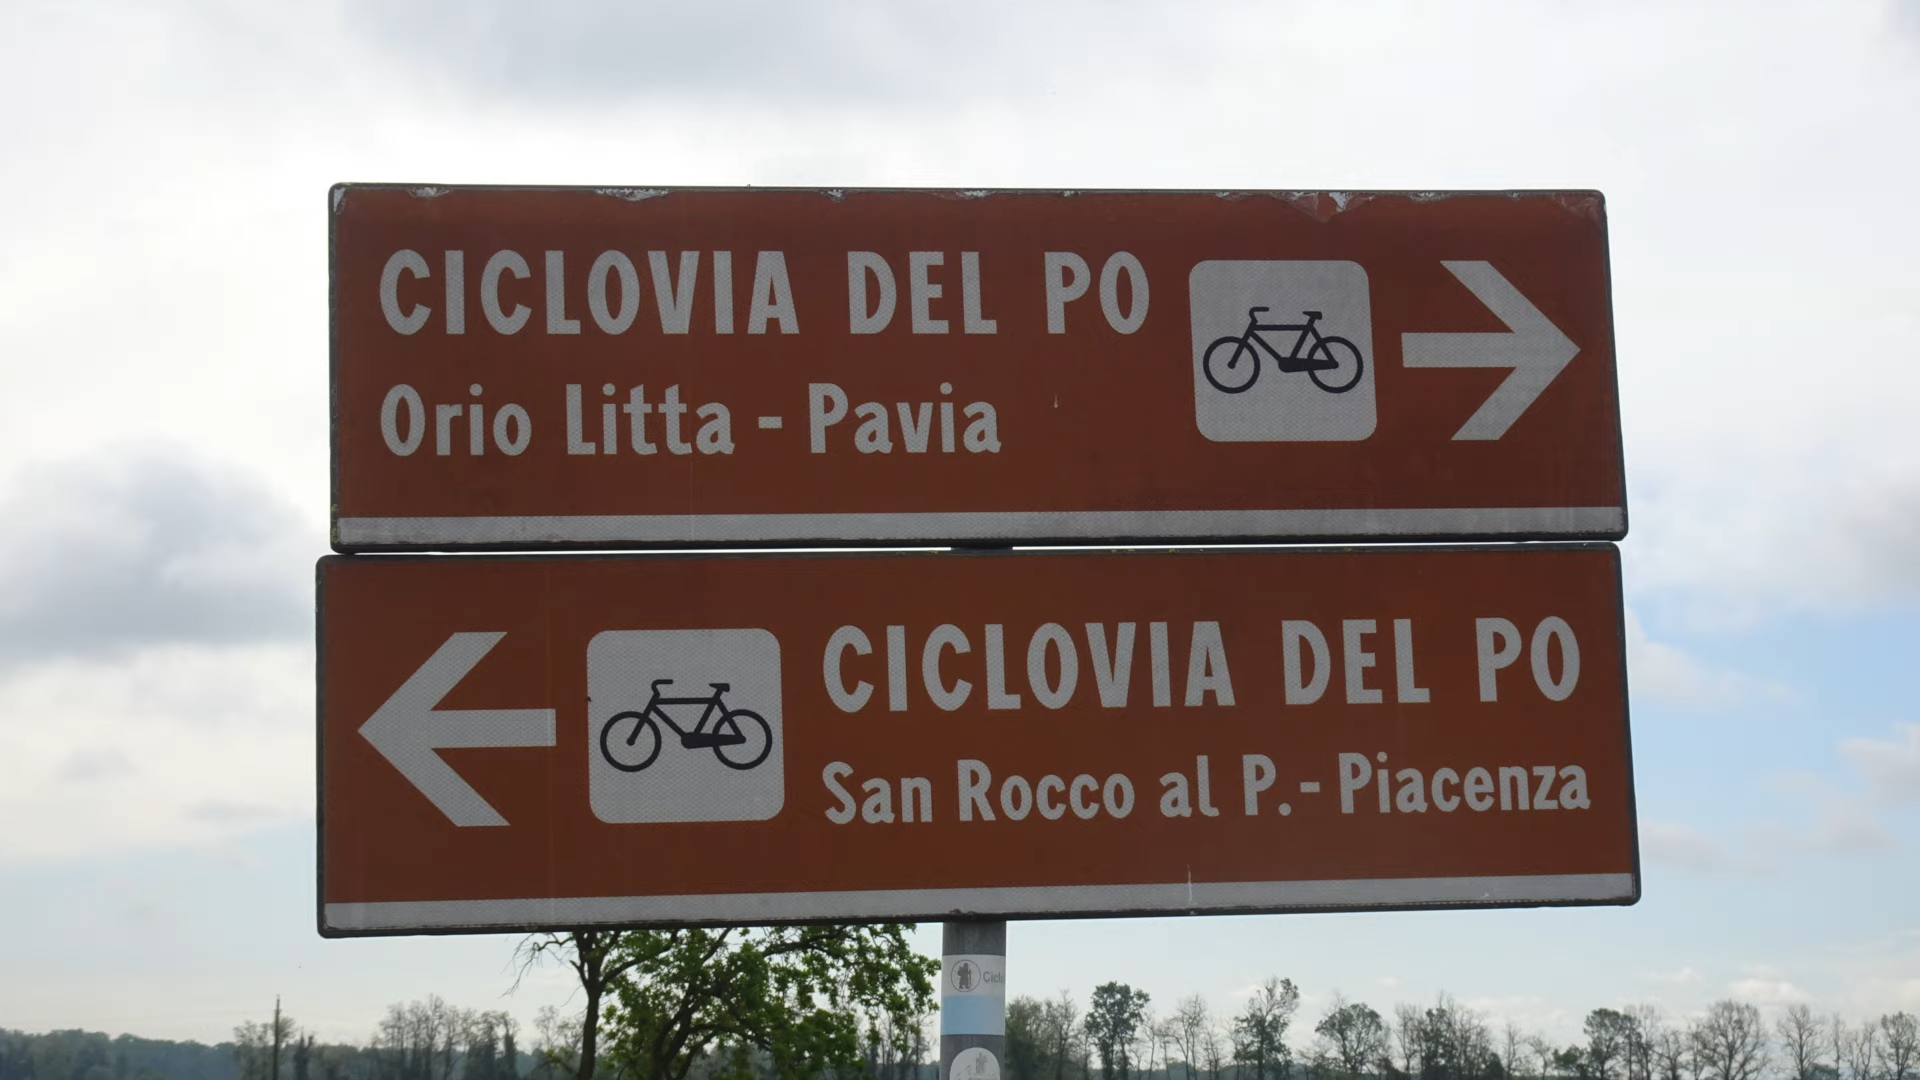 CICLOVIA DEL PO
Orio Litta - Pavia
CICLOVIA DEL PO
San Rocco al P.- Piacenza